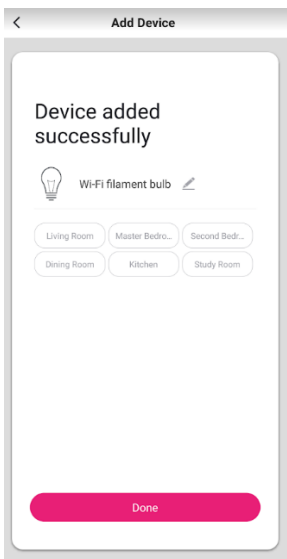 Add Device
Device added
successfully
Wi-Fi filament bulb
Living Room Master Bedro... Second Bedr...
Dining Room Kitchen Study Room
Done